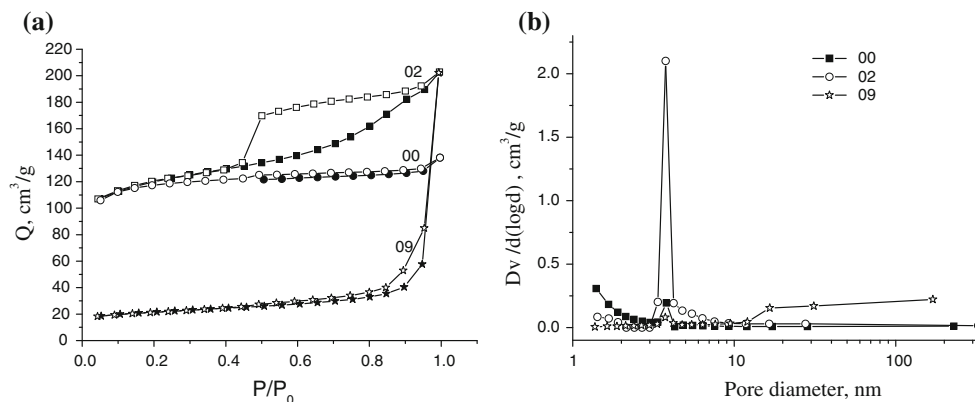 (a)
220
200
180
160
140
120
100
80
60
40
20
0
Q, cm³/g
02
00
09
0.0 0.2 0.4 0.6 0.8 1.0
P/P₀
(b)
2.0
1.5
1.0
0.5
0.0
Dv /d(logd) , cm³/g
00
02
09
1 10 100
Pore diameter, nm